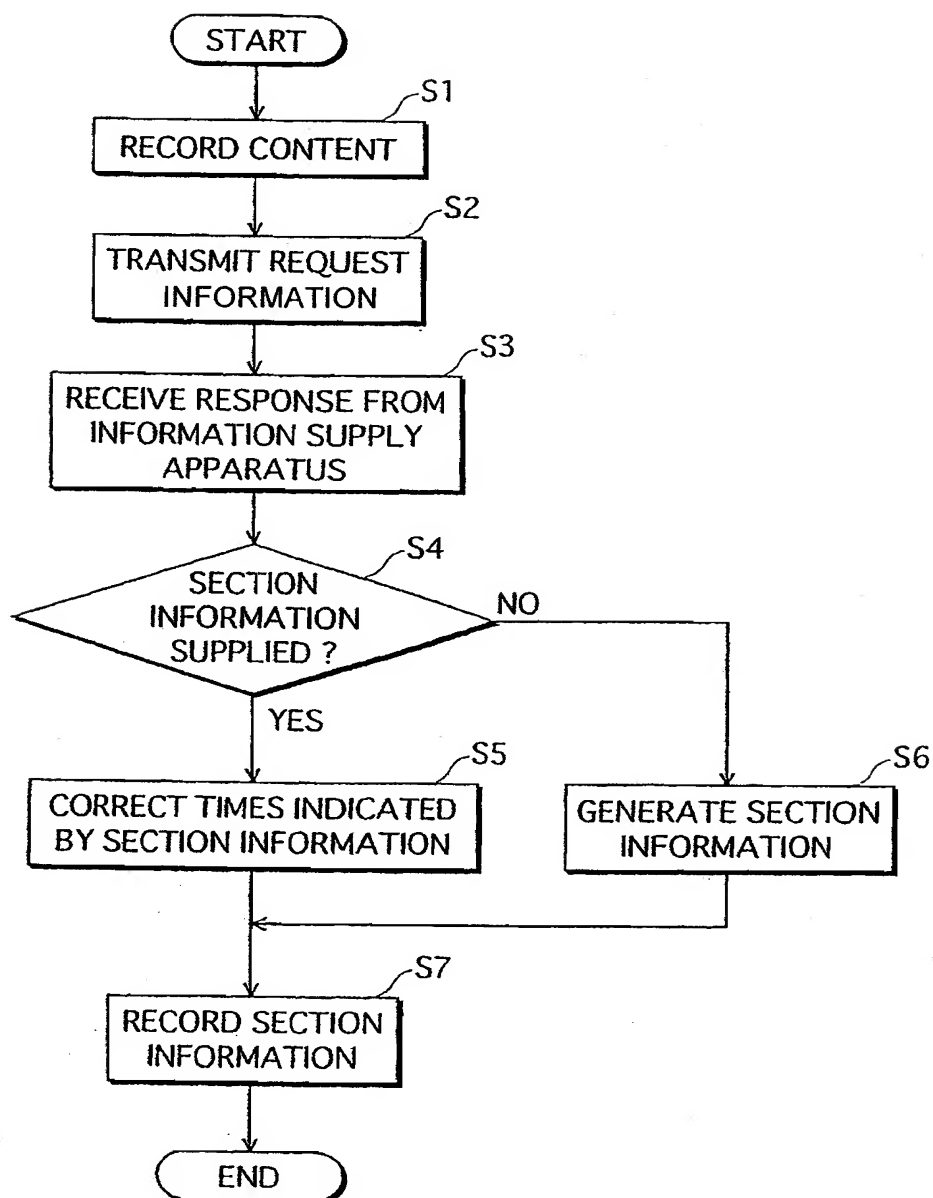 START
S1
RECORD CONTENT
S2
TRANSMIT REQUEST
INFORMATION
S3
RECEIVE RESPONSE FROM
INFORMATION SUPPLY
APPARATUS
S4
SECTION
INFORMATION
SUPPLIED ?
NO
YES
S5
CORRECT TIMES INDICATED
BY SECTION INFORMATION
S6
GENERATE SECTION
INFORMATION
S7
RECORD SECTION
INFORMATION
END